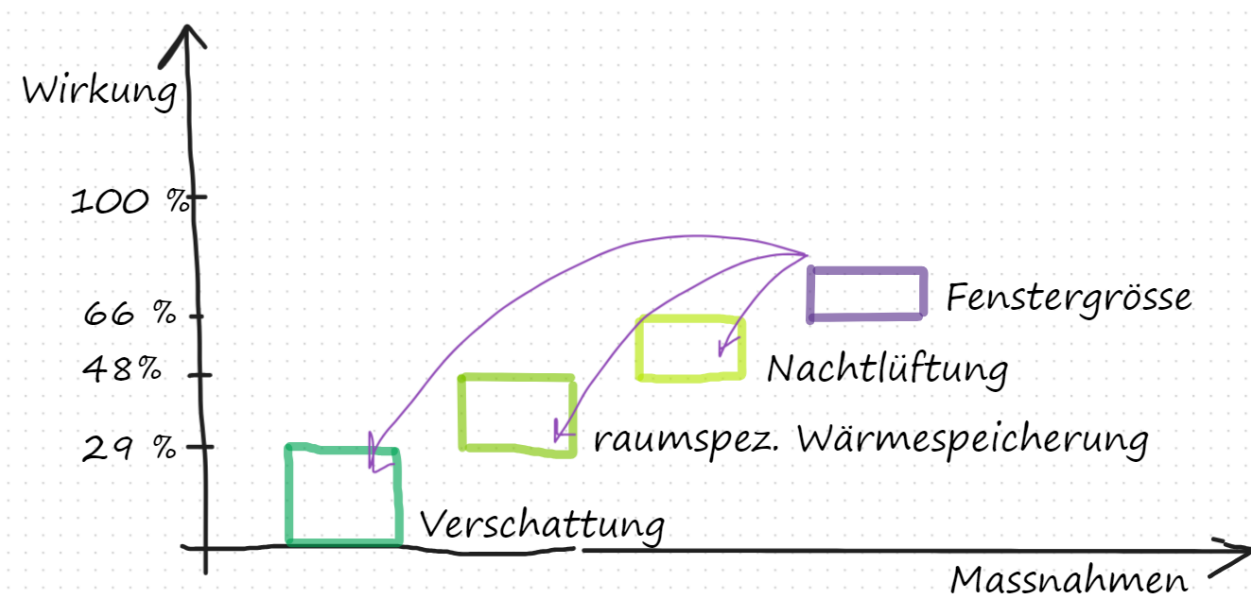 Wirkung
100 %
66 %
Fenstergrösse
48%
Nachtlüftung
29 %
raumspez. Wärmespeicherung
Verschattung
Massnahmen